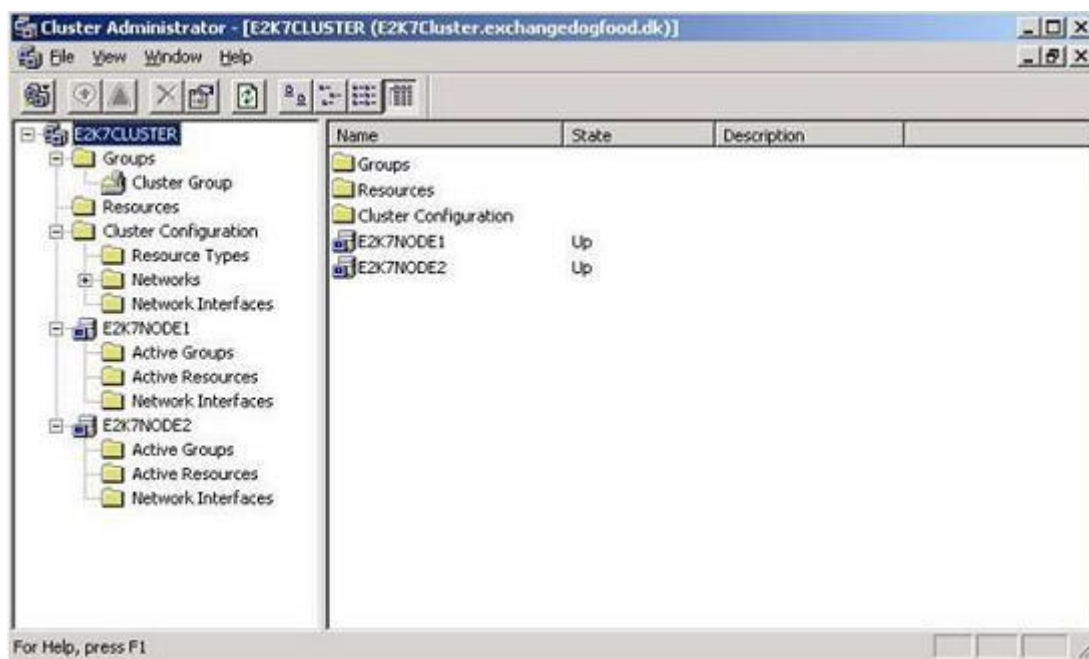 Cluster Administrator - [E2K7CLUSTER (E2K7Cluster.exchangedogfood.dk)]
File View Window Help
E2K7CLUSTER
Groups
Cluster Group
Resources
Cluster Configuration
Resource Types
Networks
Network Interfaces
E2K7NODE1
Active Groups
Active Resources
Network Interfaces
E2K7NODE2
Active Groups
Active Resources
Network Interfaces
Name State Description
Groups
Resources
Cluster Configuration
E2K7NODE1 Up
E2K7NODE2 Up
For Help, press F1